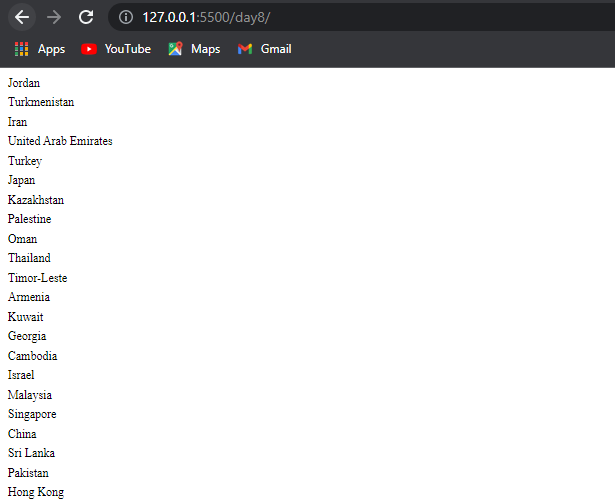 127.0.0.1:5500/day8/
Apps YouTube Maps Gmail
Jordan
Turkmenistan
Iran
United Arab Emirates
Turkey
Japan
Kazakhstan
Palestine
Oman
Thailand
Timor-Leste
Armenia
Kuwait
Georgia
Cambodia
Israel
Malaysia
Singapore
China
Sri Lanka
Pakistan
Hong Kong